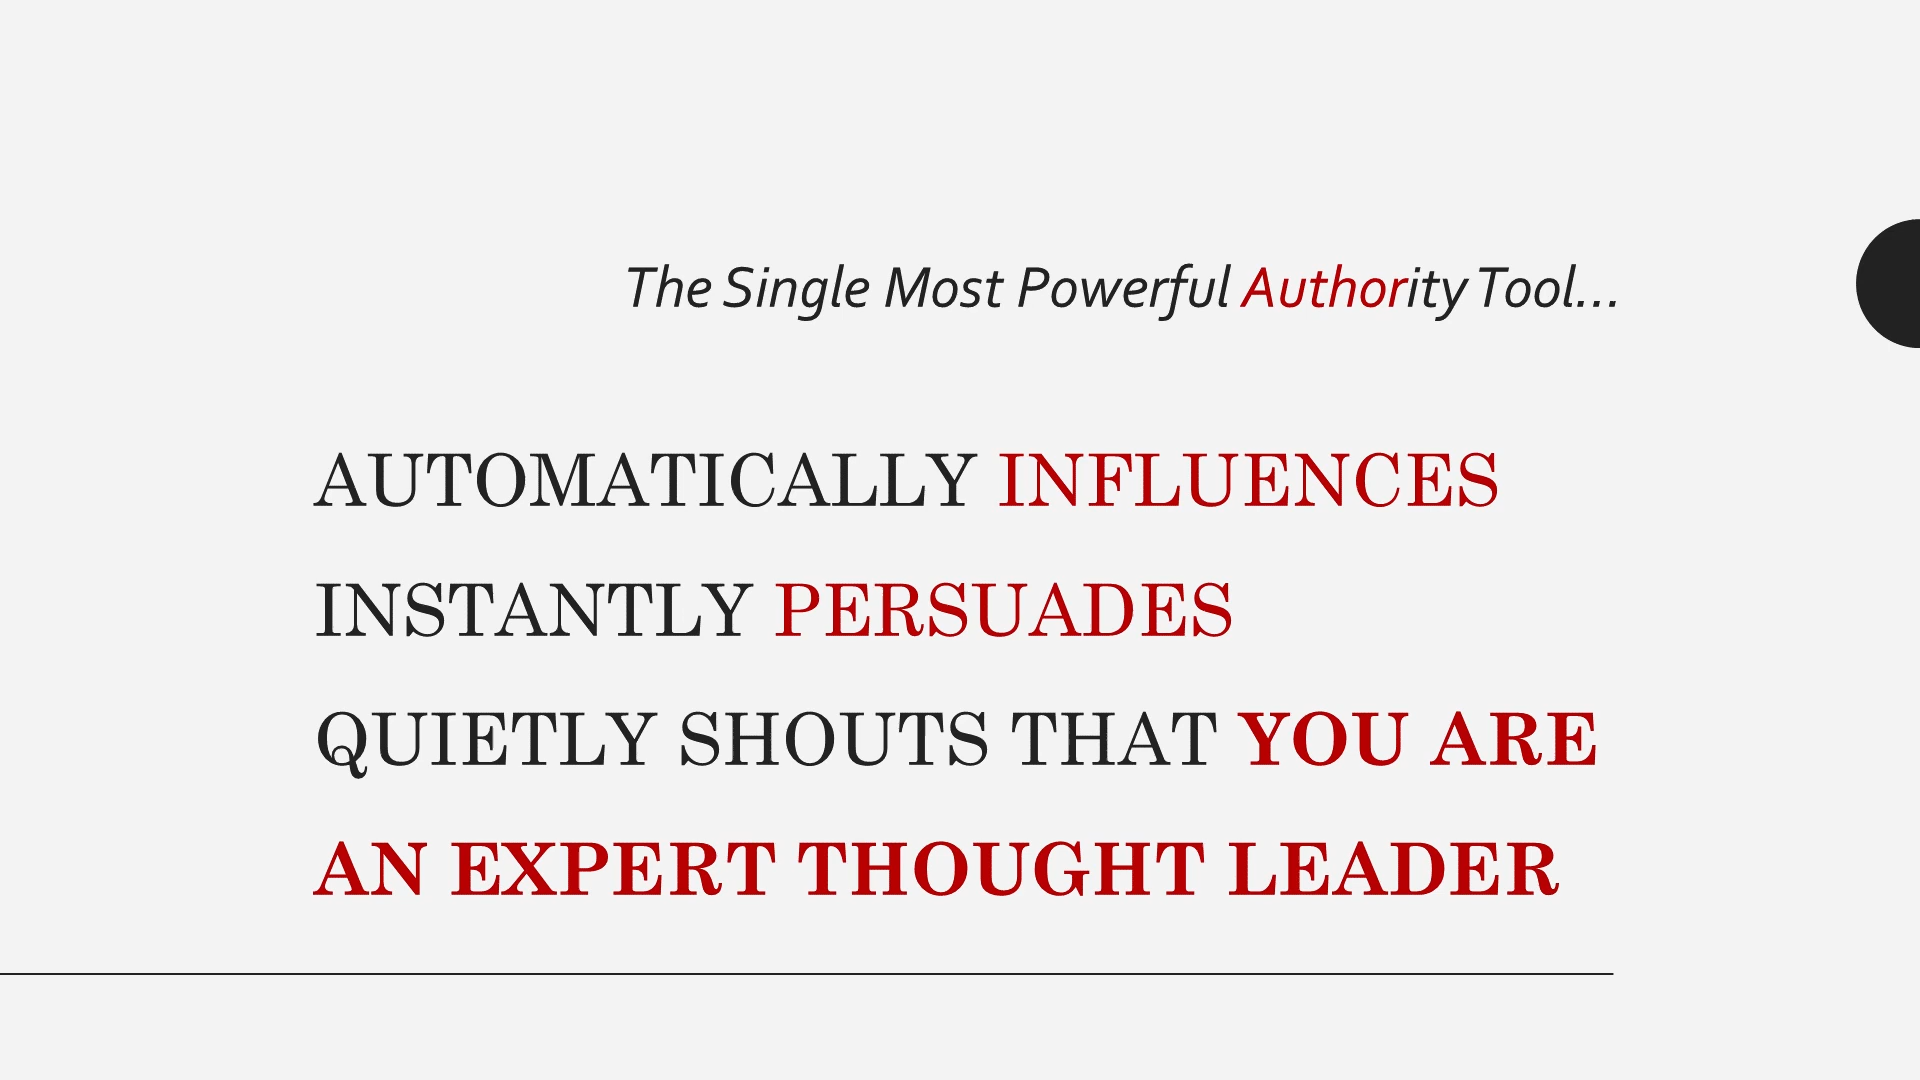 The Single Most Powerful Authority Tool...
AUTOMATICALLY INFLUENCES
INSTANTLY PERSUADES
QUIETLY SHOUTS THAT YOU ARE
AN EXPERT THOUGHT LEADER